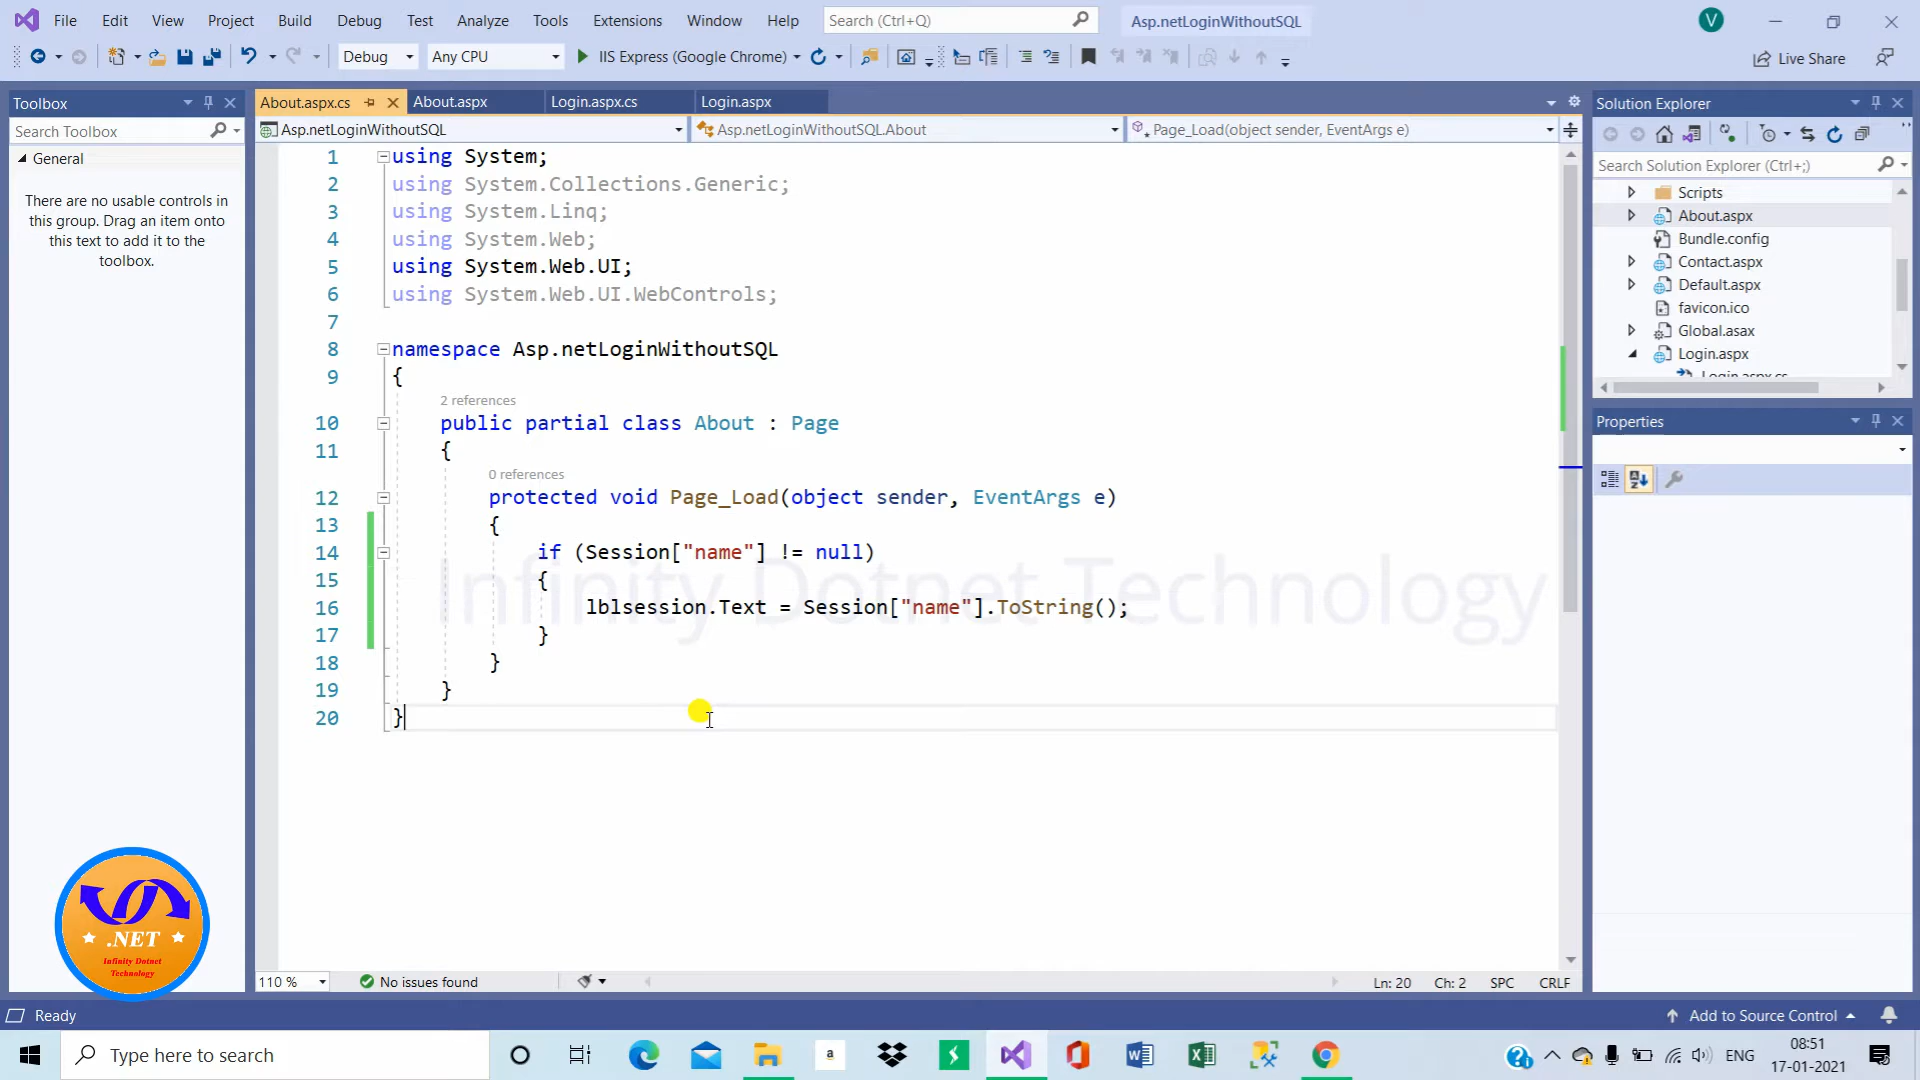 File Edit View Project Build Debug Test Analyze Tools Extensions Window Help Search (Ctrl+Q) Asp.netLoginWithoutSQL V
Debug Any CPU IIS Express (Google Chrome) Live Share
Toolbox
Search Toolbox
General
There are no usable controls in
this group. Drag an item onto
this text to add it to the
toolbox.
About.aspx.cs About.aspx Login.aspx.cs Login.aspx
Asp.netLoginWithoutSQL Asp.netLoginWithoutSQL.About Page_Load(object sender, EventArgs e)
1 using System;
2 using System.Collections.Generic;
3 using System.Linq;
4 using System.Web;
5 using System.Web.UI;
6 using System.Web.UI.WebControls;
7
8 namespace Asp.netLoginWithoutSQL
9 {
2 references
10 public partial class About : Page
11 {
0 references
12 protected void Page_Load(object sender, EventArgs e)
13 {
14 if (Session["name"] != null)
15 {
16 lblsession.Text = Session["name"].ToString();
17 }
18 }
19 }
20 }
Infinity Dotnet Technology
110 % No issues found Ln: 20 Ch: 2 SPC CRLF
Solution Explorer
Search Solution Explorer (Ctrl+;)
Scripts
About.aspx
Bundle.config
Contact.aspx
Default.aspx
favicon.ico
Global.asax
Login.aspx
Login.aspx.cs
Properties
.NET
Infinity Dotnet
Technology
Ready Add to Source Control
Type here to search
a
ENG
08:51
17-01-2021